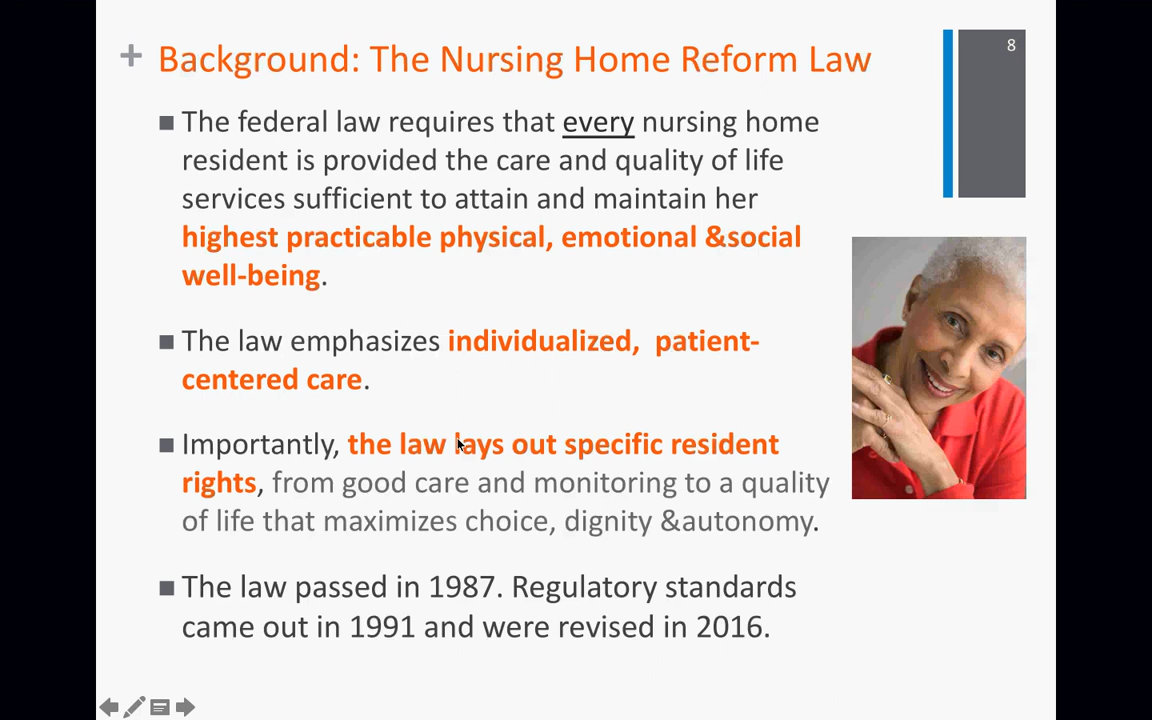 8
+ Background: The Nursing Home Reform Law
■ The federal law requires that every nursing home
resident is provided the care and quality of life
services sufficient to attain and maintain her
highest practicable physical, emotional &social
well-being.
■ The law emphasizes individualized,  patient-
centered care.
■ Importantly, the law lays out specific resident
rights, from good care and monitoring to a quality
of life that maximizes choice, dignity &autonomy.
■ The law passed in 1987. Regulatory standards
came out in 1991 and were revised in 2016.